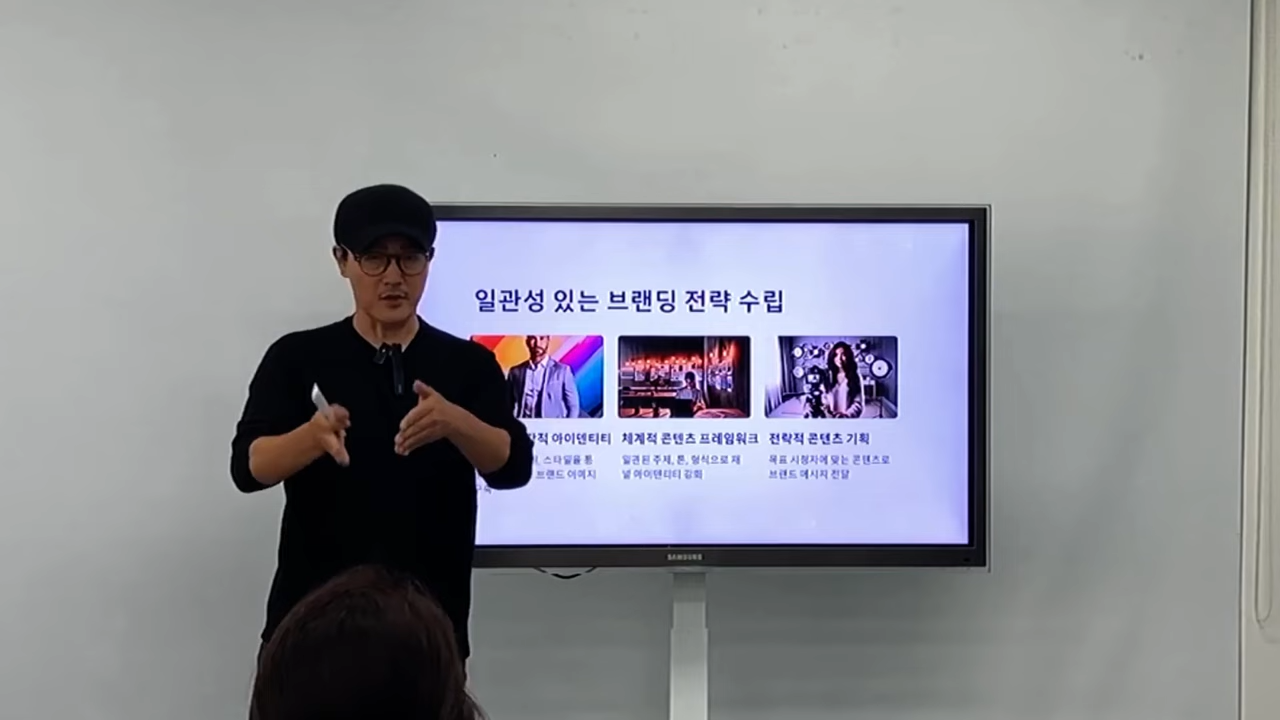 일관성 있는 브랜딩 전략 수립
아이덴티티
스타일을 통
브랜드 이미지
체계적 콘텐츠 프레임워크
일관된 주제, 톤, 형식으로 채
널 아이덴티티 강화
전략적 콘텐츠 기획
목표 시청자에 맞는 콘텐츠로
브랜드 메시지 전달
SAMSUNG